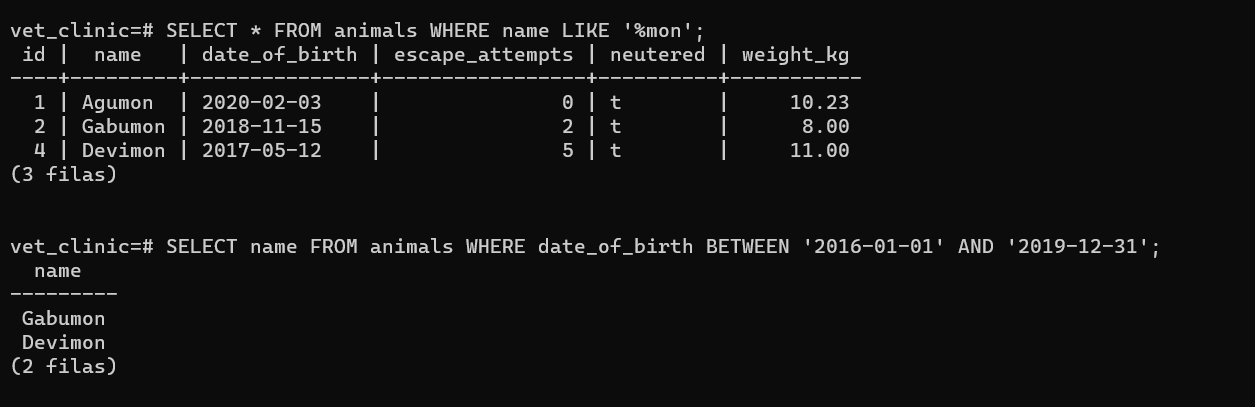 vet_clinic=# SELECT * FROM animals WHERE name LIKE '%mon';
 id |  name   | date_of_birth | escape_attempts | neutered | weight_kg
----+---------+---------------+-----------------+----------+-----------
  1 | Agumon  | 2020-02-03    |               0 | t        |     10.23
  2 | Gabumon | 2018-11-15    |               2 | t        |      8.00
  4 | Devimon | 2017-05-12    |               5 | t        |     11.00
(3 filas)

vet_clinic=# SELECT name FROM animals WHERE date_of_birth BETWEEN '2016-01-01' AND '2019-12-31';
  name
---------
 Gabumon
 Devimon
(2 filas)